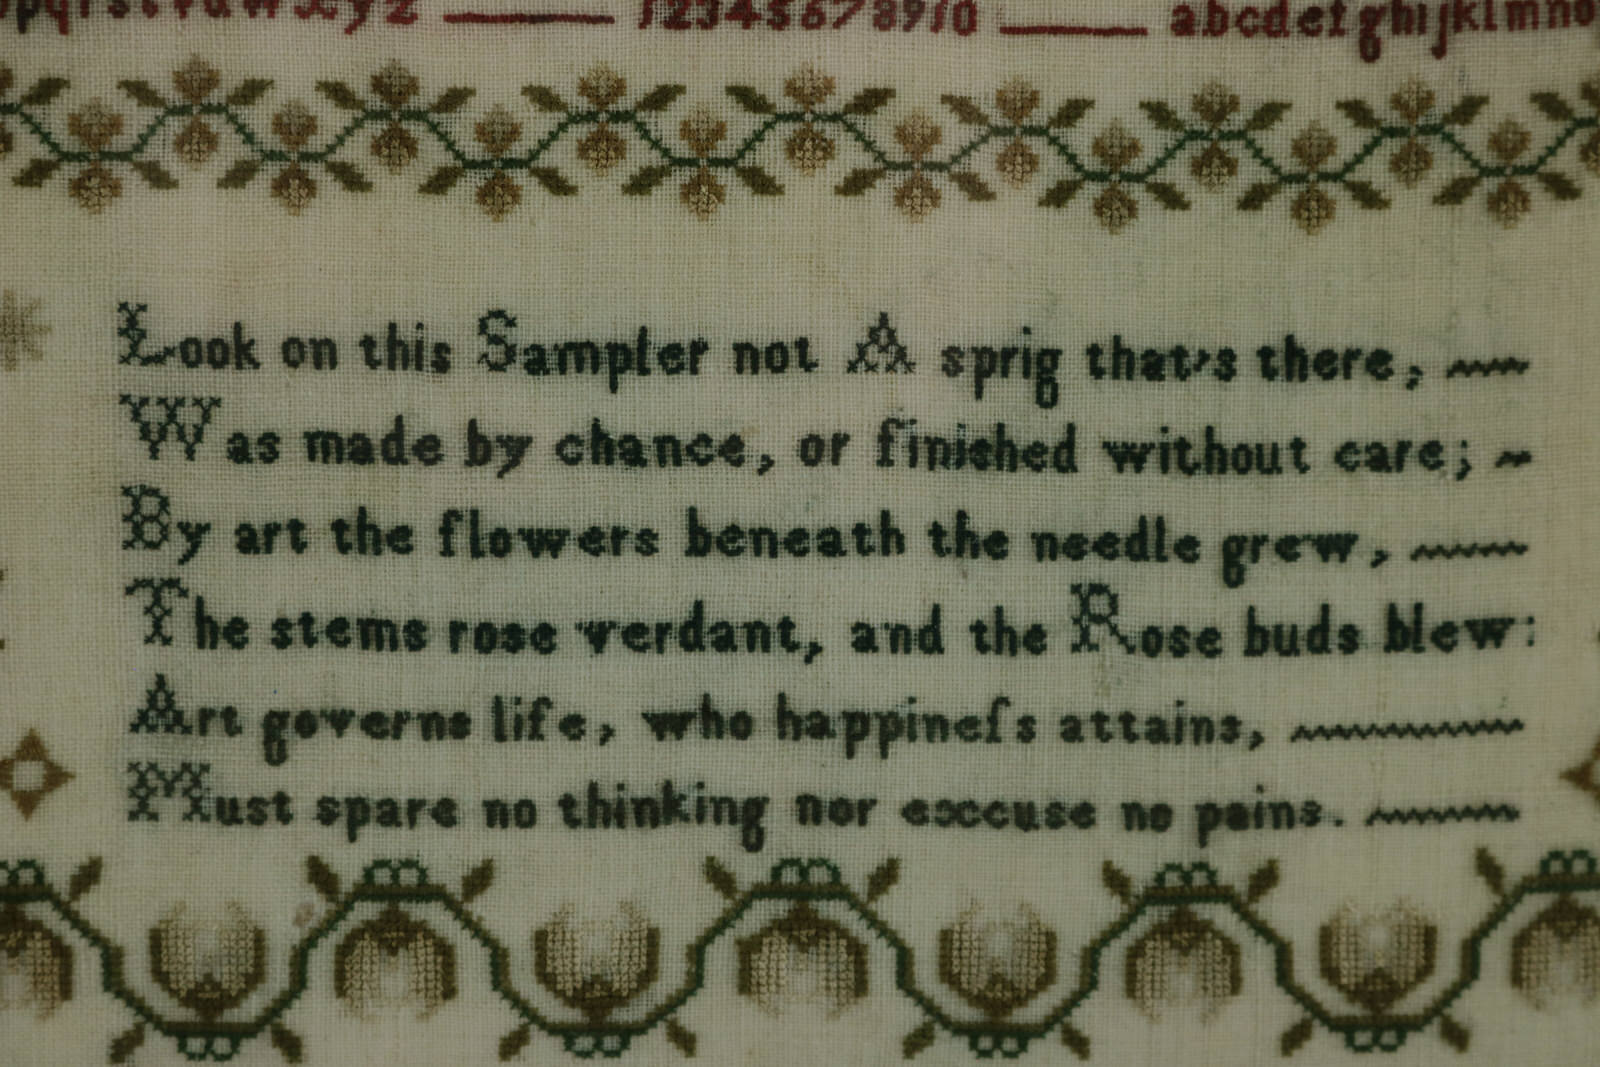 pqrstuvwxyz 12345678910 abcdefghijklmno
Look on this Sampler not A sprig that's there,
Was made by chance, or finished without care;
By art the flowers beneath the needle grew,
The stems rose verdant, and the Rose buds blew:
Art governs life, who happineſs attains,
Must spare no thinking nor exccuse no pains.